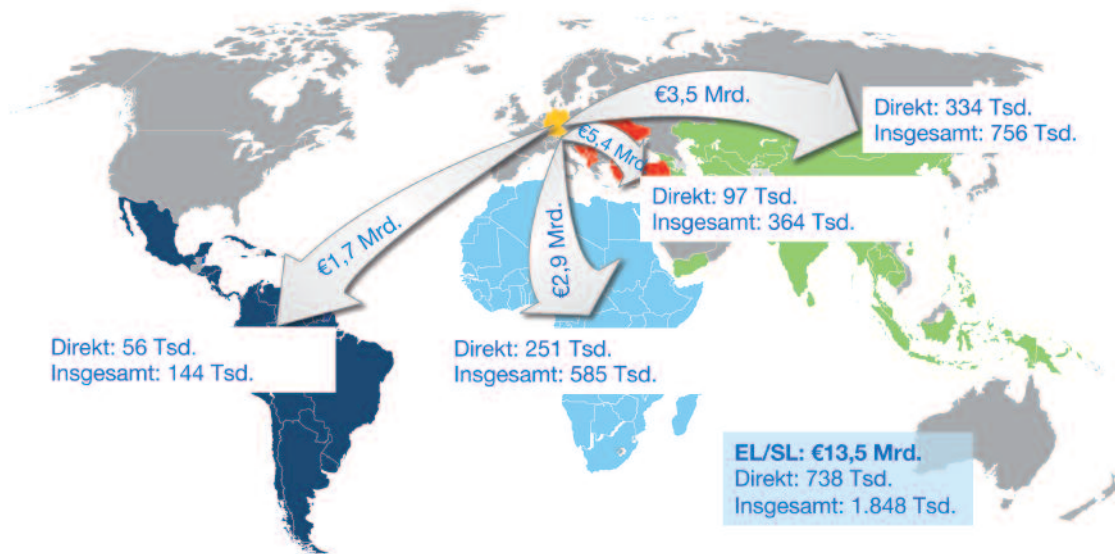 €3,5 Mrd.
Direkt: 334 Tsd.
Insgesamt: 756 Tsd.
€5,4 Mrd.
Direkt: 97 Tsd.
Insgesamt: 364 Tsd.
€1,7 Mrd.
€2,9 Mrd.
Direkt: 56 Tsd.
Insgesamt: 144 Tsd.
Direkt: 251 Tsd.
Insgesamt: 585 Tsd.
EL/SL: €13,5 Mrd.
Direkt: 738 Tsd.
Insgesamt: 1.848 Tsd.